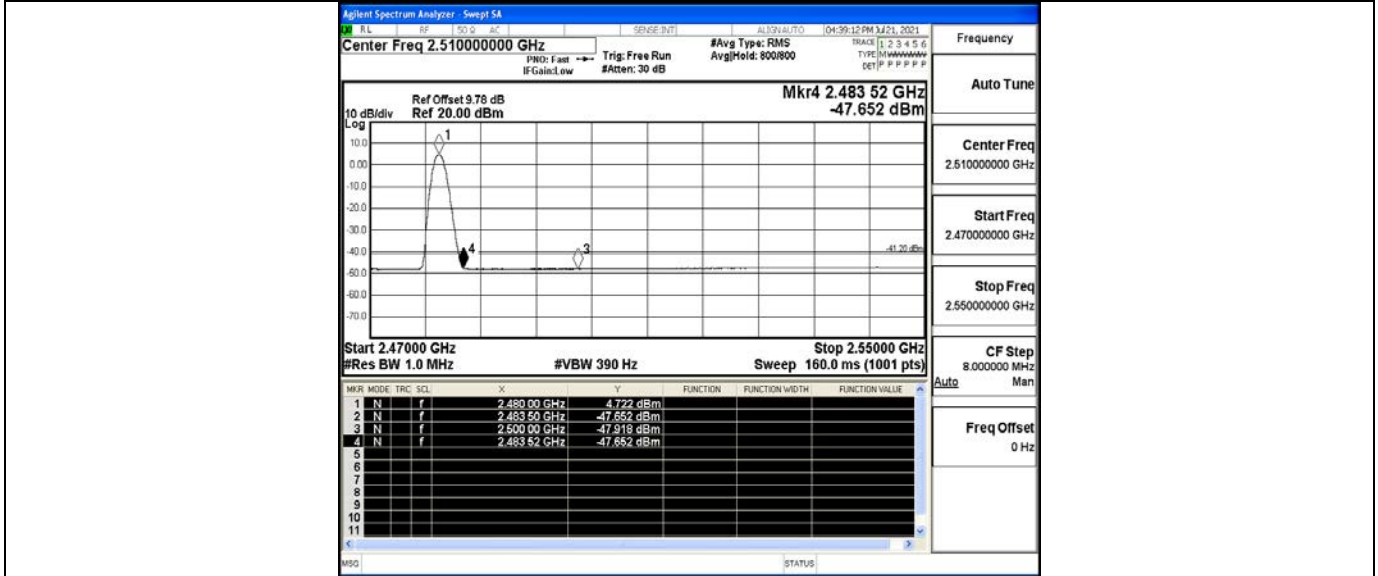 Agilent Spectrum Analyzer - Swept SA
RL RF 50 Ω AC SENSE:INT ALIGNAUTO 04:39:12 PM Jul 21, 2021
Center Freq 2.510000000 GHz
#Avg Type: RMS
TRACE 1 2 3 4 5 6
PNO: Fast Trig: Free Run Avg|Hold: 800/800
TYPE M W W W W W
IFGain:Low #Atten: 30 dB
DET P P P P P P
Frequency
Auto Tune
Center Freq
2.510000000 GHz
Start Freq
2.470000000 GHz
Stop Freq
2.550000000 GHz
CF Step
8.000000 MHz
Auto Man
Freq Offset
0 Hz
Mkr4 2.483 52 GHz
-47.652 dBm
Ref Offset 9.78 dB
10 dB/div Ref 20.00 dBm
Log
10.0
0.00
-10.0
-20.0
-30.0
-40.0
-50.0
-60.0
-70.0
1
4
3
-41.20 dBm
Start 2.47000 GHz Stop 2.55000 GHz
#Res BW 1.0 MHz #VBW 390 Hz Sweep 160.0 ms (1001 pts)
MKR MODE TRC SCL X Y FUNCTION FUNCTION WIDTH FUNCTION VALUE
1 N f 2.480 00 GHz 4.722 dBm
2 N f 2.483 50 GHz -47.652 dBm
3 N f 2.500 00 GHz -47.918 dBm
4 N f 2.483 52 GHz -47.652 dBm
5
6
7
8
9
10
11
MSG STATUS